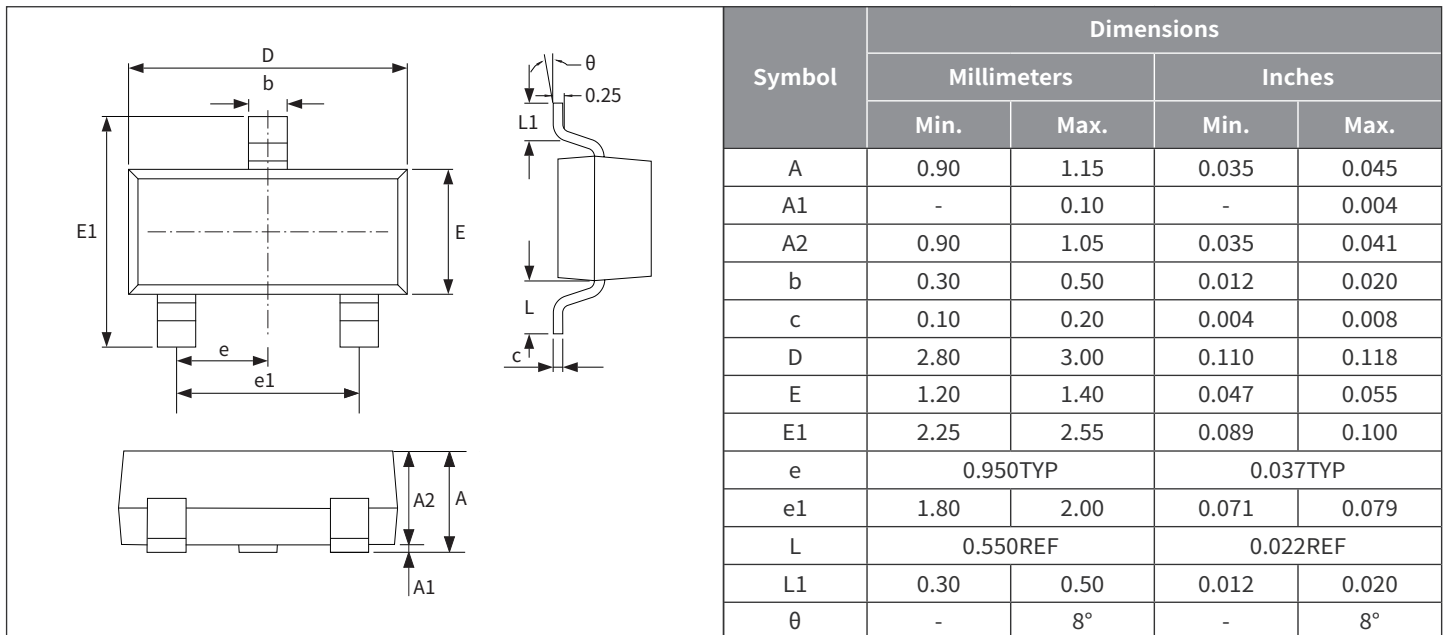 D
b
E1
E
e
e1
A2
A
A1
θ
0.25
L1
L
c
Symbol Dimensions
Millimeters Inches
Min. Max. Min. Max.
A 0.90 1.15 0.035 0.045
A1 - 0.10 - 0.004
A2 0.90 1.05 0.035 0.041
b 0.30 0.50 0.012 0.020
c 0.10 0.20 0.004 0.008
D 2.80 3.00 0.110 0.118
E 1.20 1.40 0.047 0.055
E1 2.25 2.55 0.089 0.100
e 0.950TYP 0.037TYP
e1 1.80 2.00 0.071 0.079
L 0.550REF 0.022REF
L1 0.30 0.50 0.012 0.020
θ - 8° - 8°